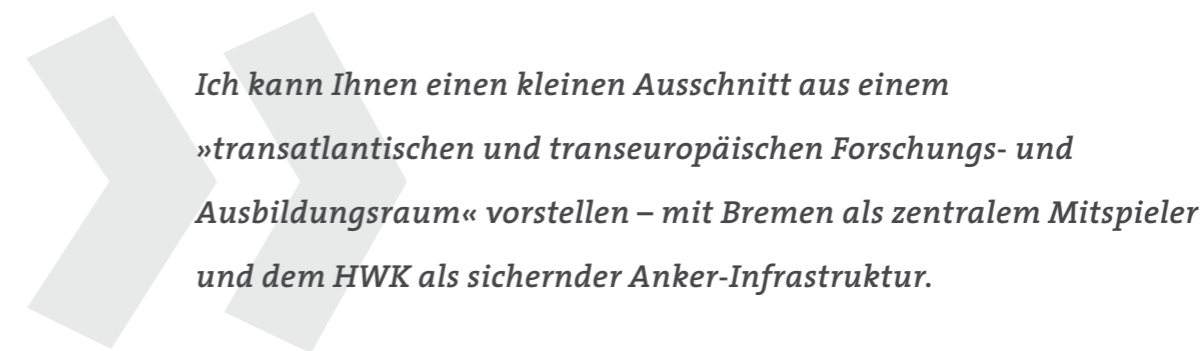 Ich kann Ihnen einen kleinen Ausschnitt aus einem
»transatlantischen und transeuropäischen Forschungs- und
Ausbildungsraum« vorstellen – mit Bremen als zentralem Mitspieler
und dem HWK als sichernder Anker-Infrastruktur.